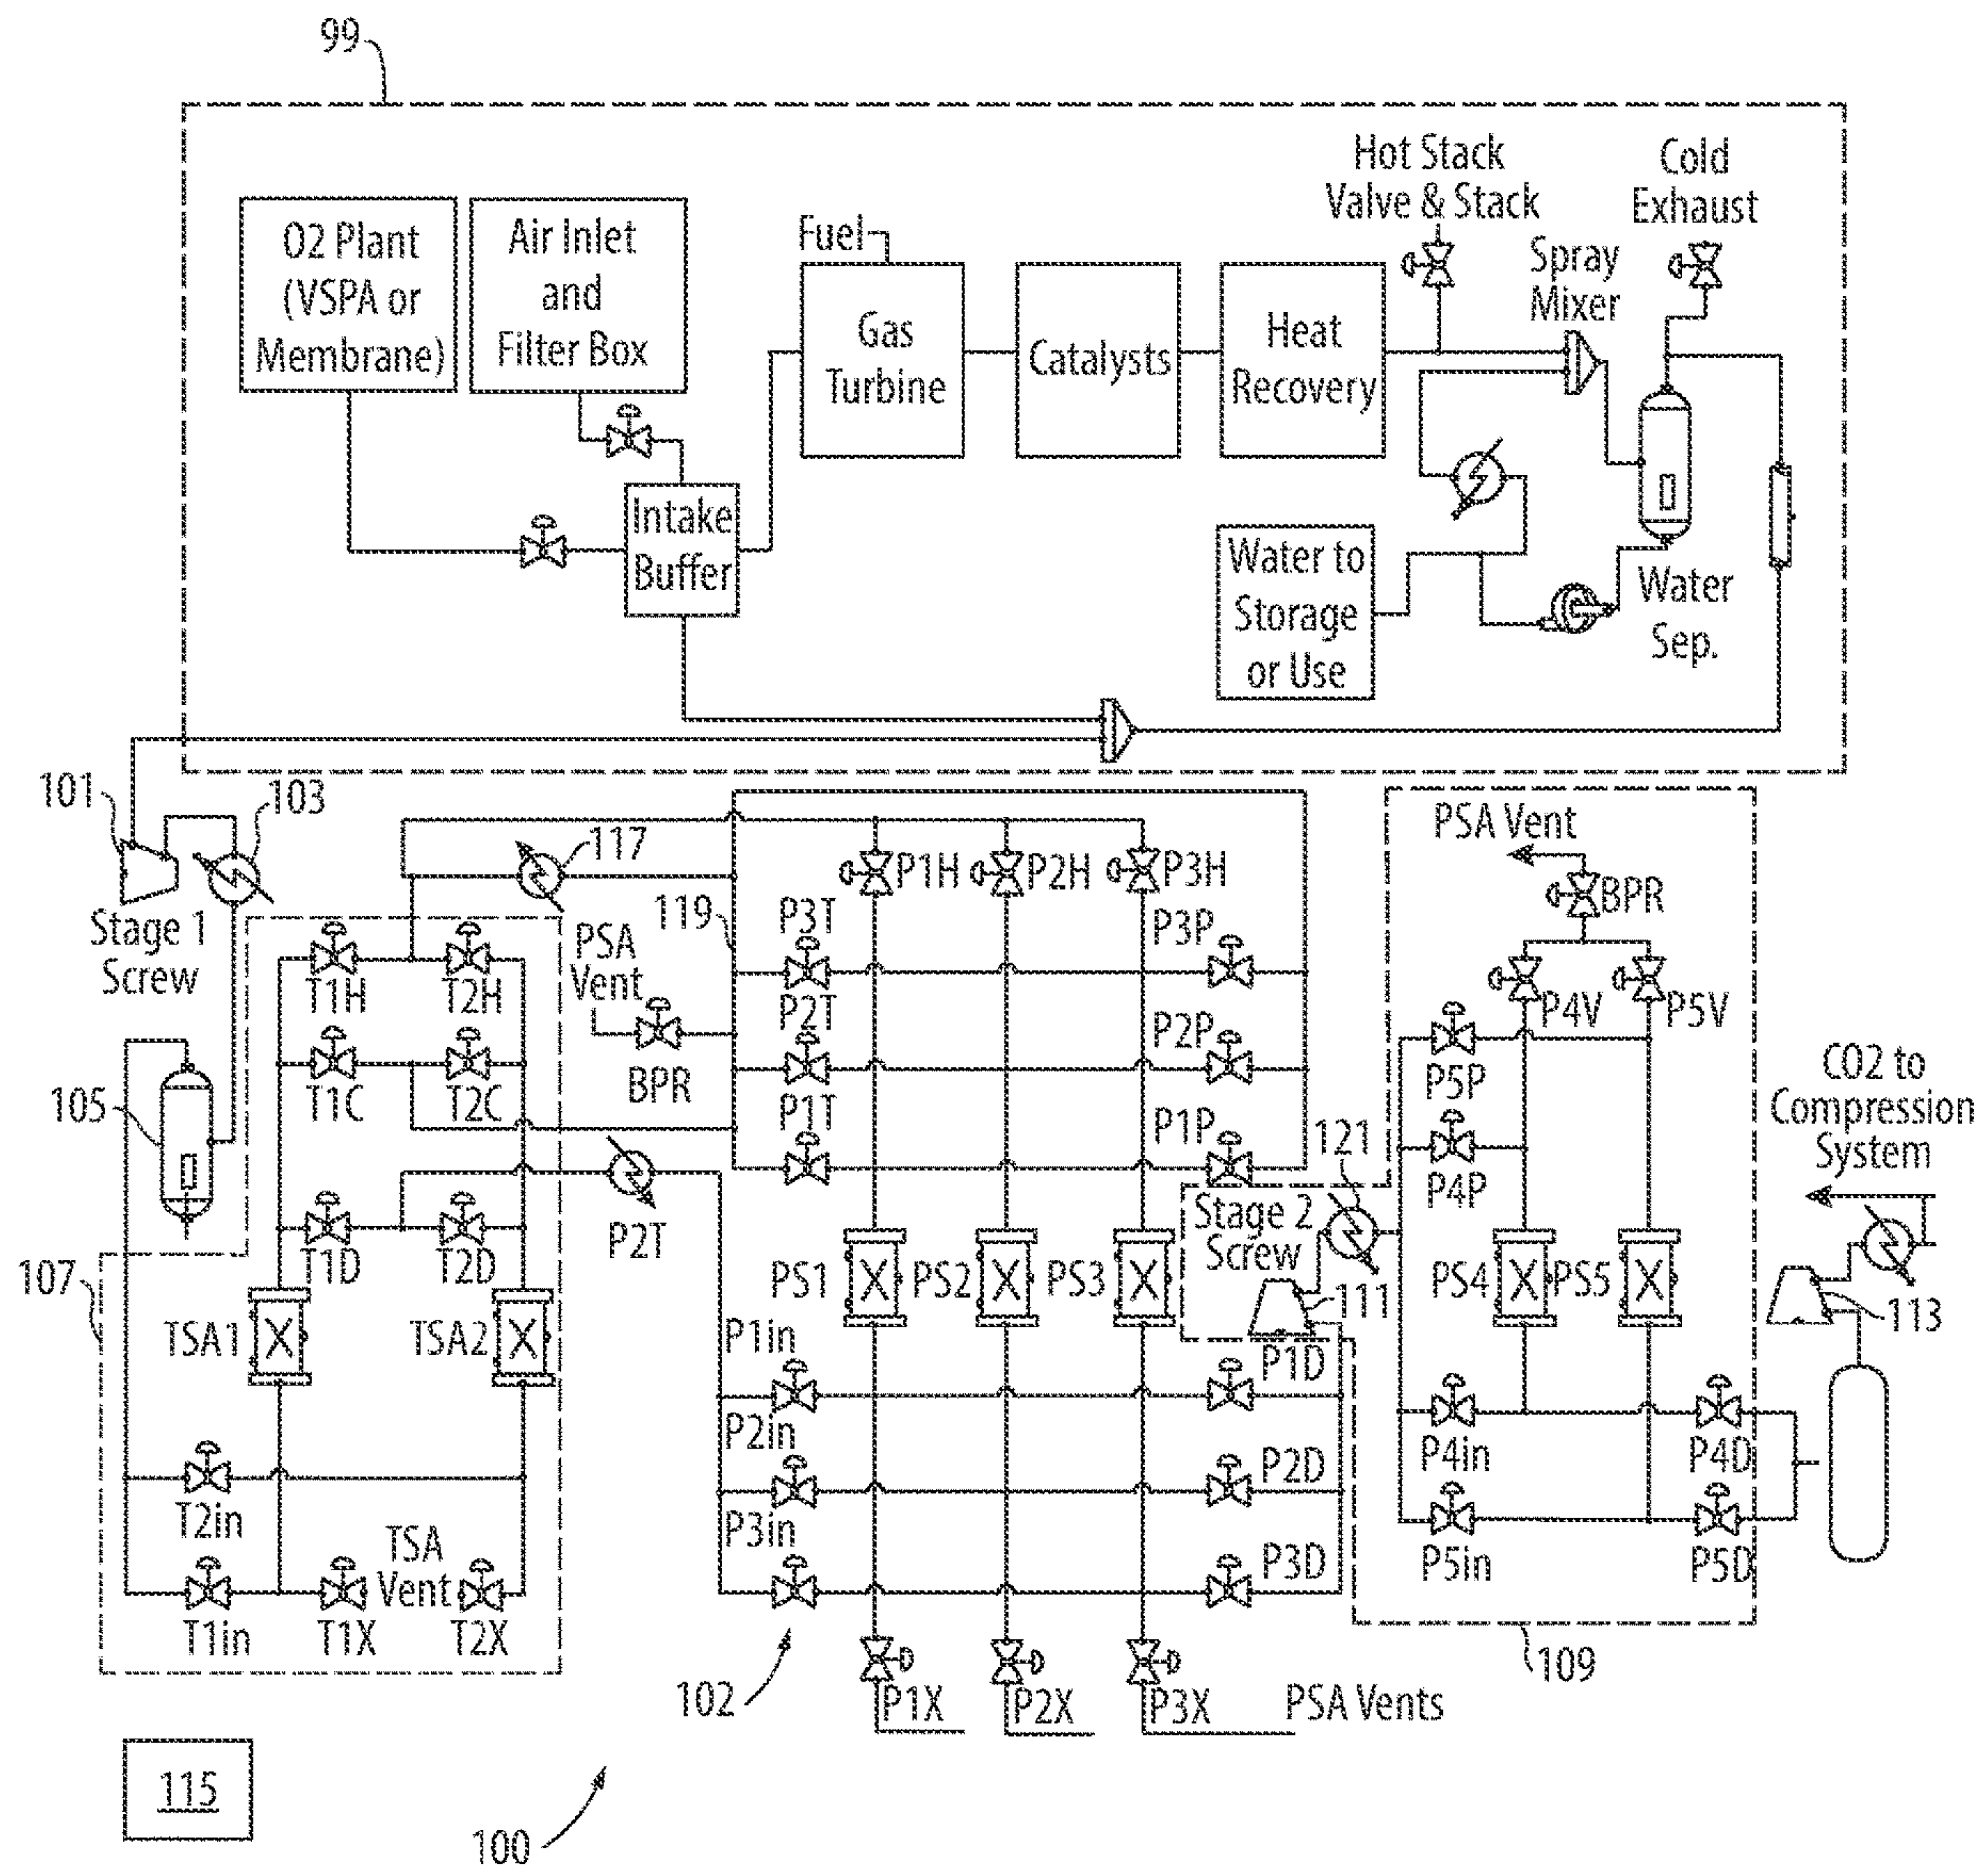 99
Hot Stack
Valve & Stack
Cold
Exhaust
O2 Plant
(VSPA or
Membrane)
Air Inlet
and
Filter Box
Fuel
Gas
Turbine
Catalysts
Heat
Recovery
Spray
Mixer
Intake
Buffer
Water to
Storage
or Use
Water
Sep.
101
103
Stage 1
Screw
117
119
P1H
P2H
P3H
PSA Vent
BPR
P3T
P3P
PSA
Vent
T1H
T2H
P2T
P2P
P4V
P5V
BPR
T1C
T2C
P5P
105
P1T
P1P
121
P4P
CO2 to
Compression
System
T1D
T2D
P2T
Stage 2
Screw
107
PS1
PS2
PS3
111
PS4
PS5
113
TSA1
TSA2
P1in
P1D
P2in
P2D
P4in
P4D
T2in
P3in
P3D
P5in
P5D
TSA
Vent
T1in
T1X
T2X
102
109
P1X
P2X
P3X
PSA Vents
115
100